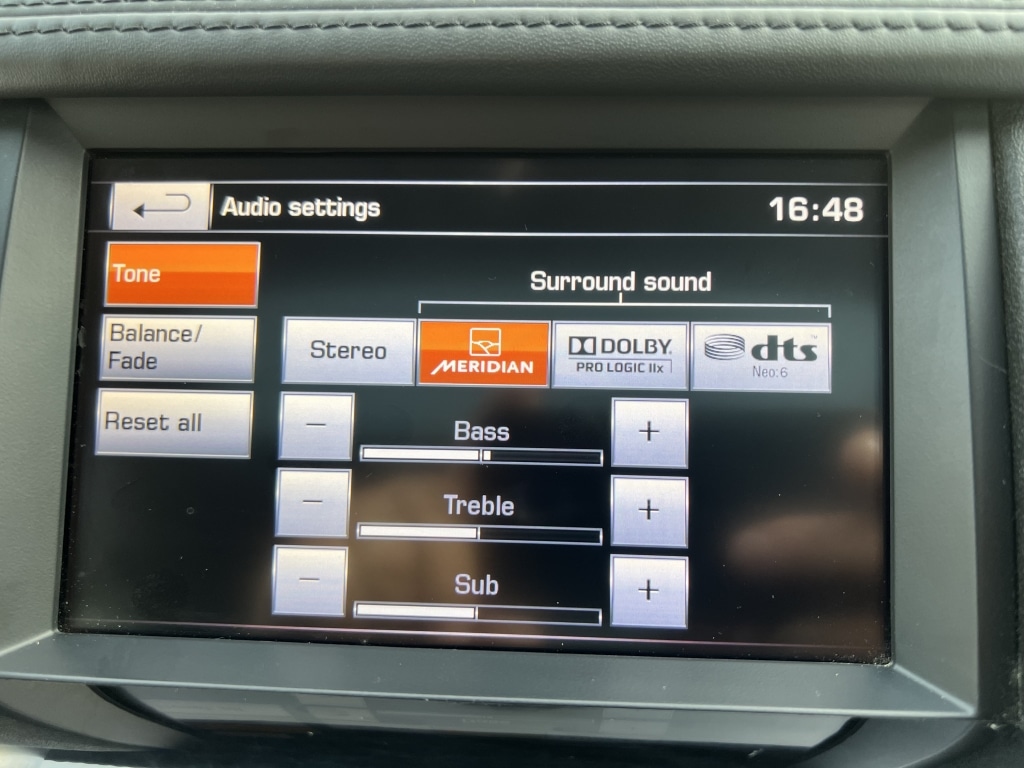 Audio settings
16:48
Tone
Surround sound
Balance/
Fade
Stereo
MERIDIAN
DOLBY
PRO LOGIC IIx
dts
Neo:6
Reset all
− Bass +
− Treble +
− Sub +